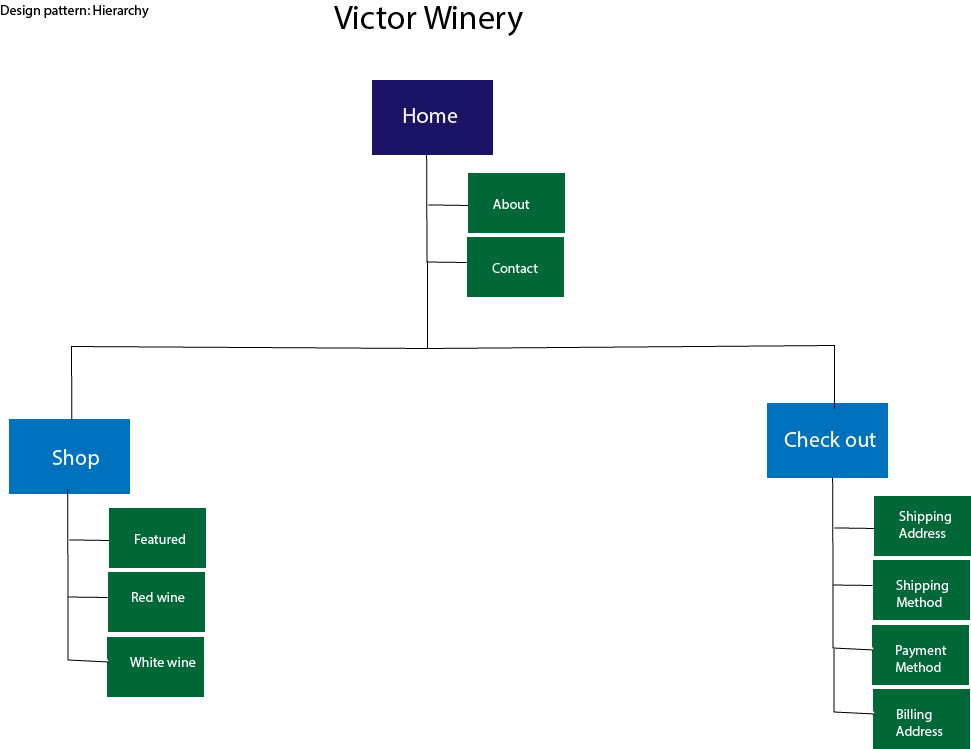 Design pattern: Hierarchy
Victor Winery
Home
About
Contact
Shop
Featured
Red wine
White wine
Check out
Shipping
Address
Shipping
Method
Payment
Method
Billing
Address